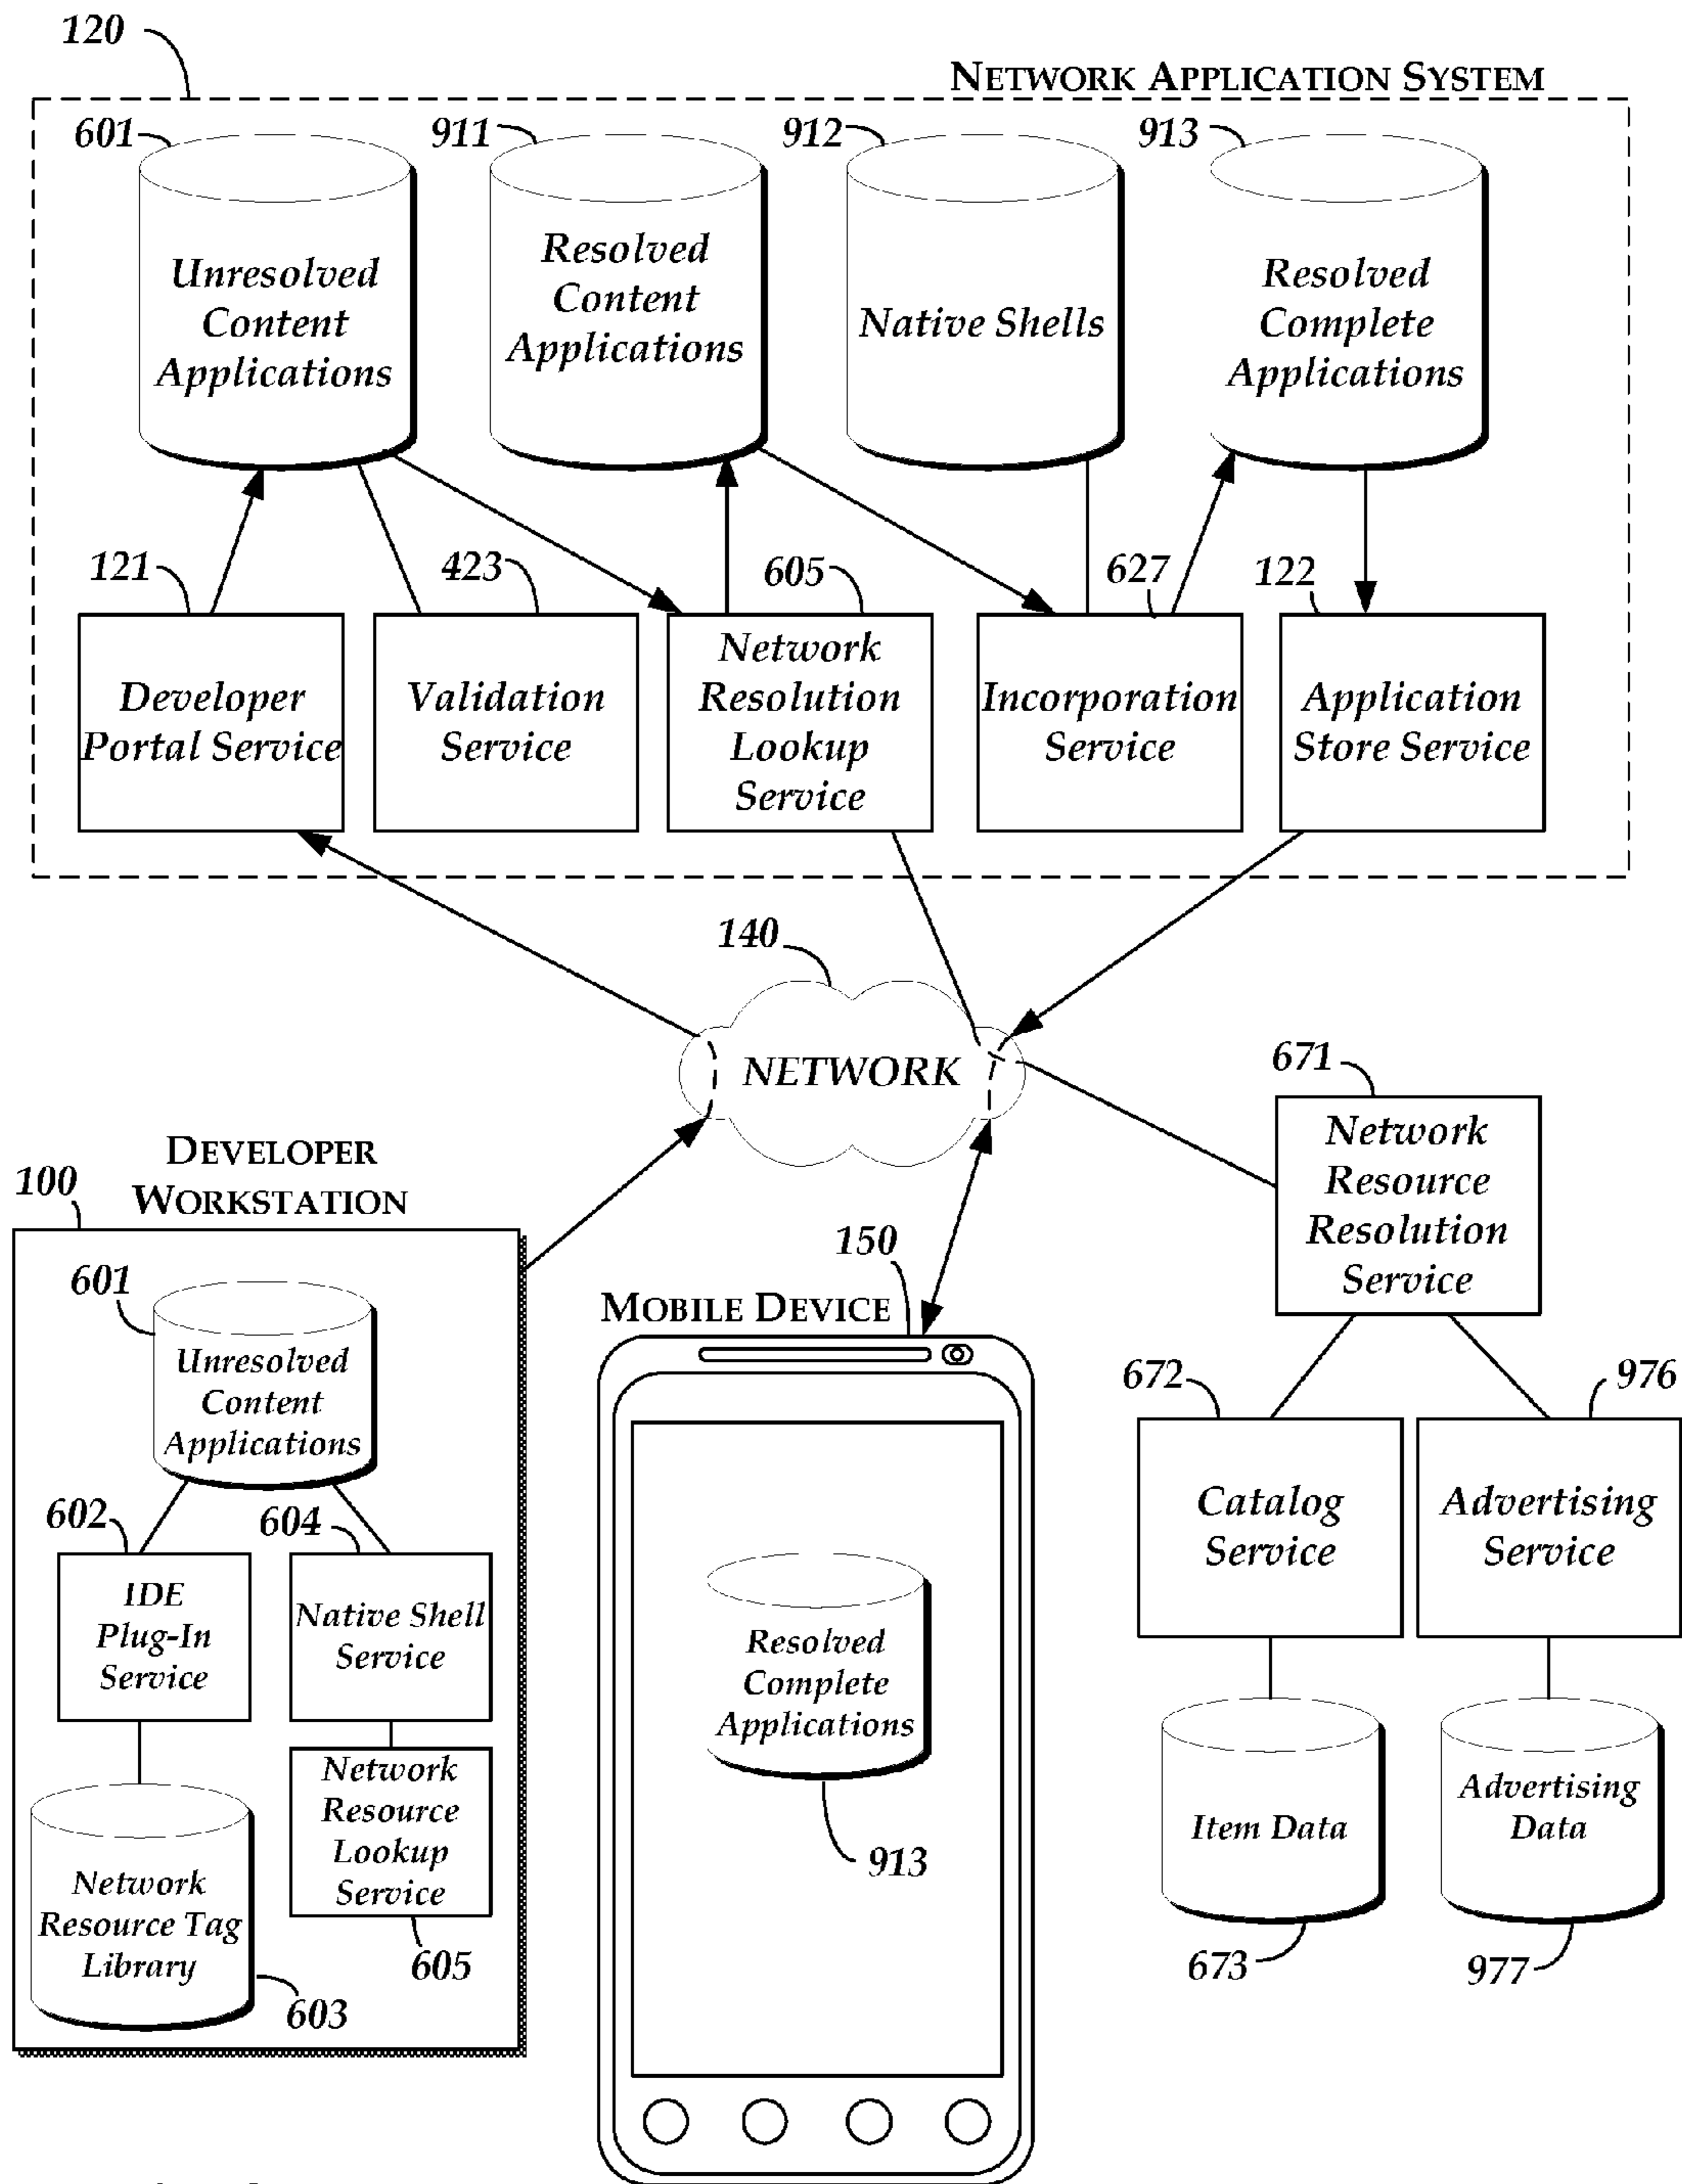 120
NETWORK APPLICATION SYSTEM
601
911
912
913
Unresolved
Content
Applications
Resolved
Content
Applications
Native Shells
Resolved
Complete
Applications
121
423
605
627
122
Developer
Portal Service
Validation
Service
Network
Resolution
Lookup
Service
Incorporation
Service
Application
Store Service
140
NETWORK
671
Network
Resource
Resolution
Service
DEVELOPER
WORKSTATION
100
601
Unresolved
Content
Applications
602
604
IDE
Plug-In
Service
Native Shell
Service
Network
Resource
Lookup
Service
605
Network
Resource Tag
Library
603
150
MOBILE DEVICE
Resolved
Complete
Applications
913
672
976
Catalog
Service
Advertising
Service
Item Data
Advertising
Data
673
977